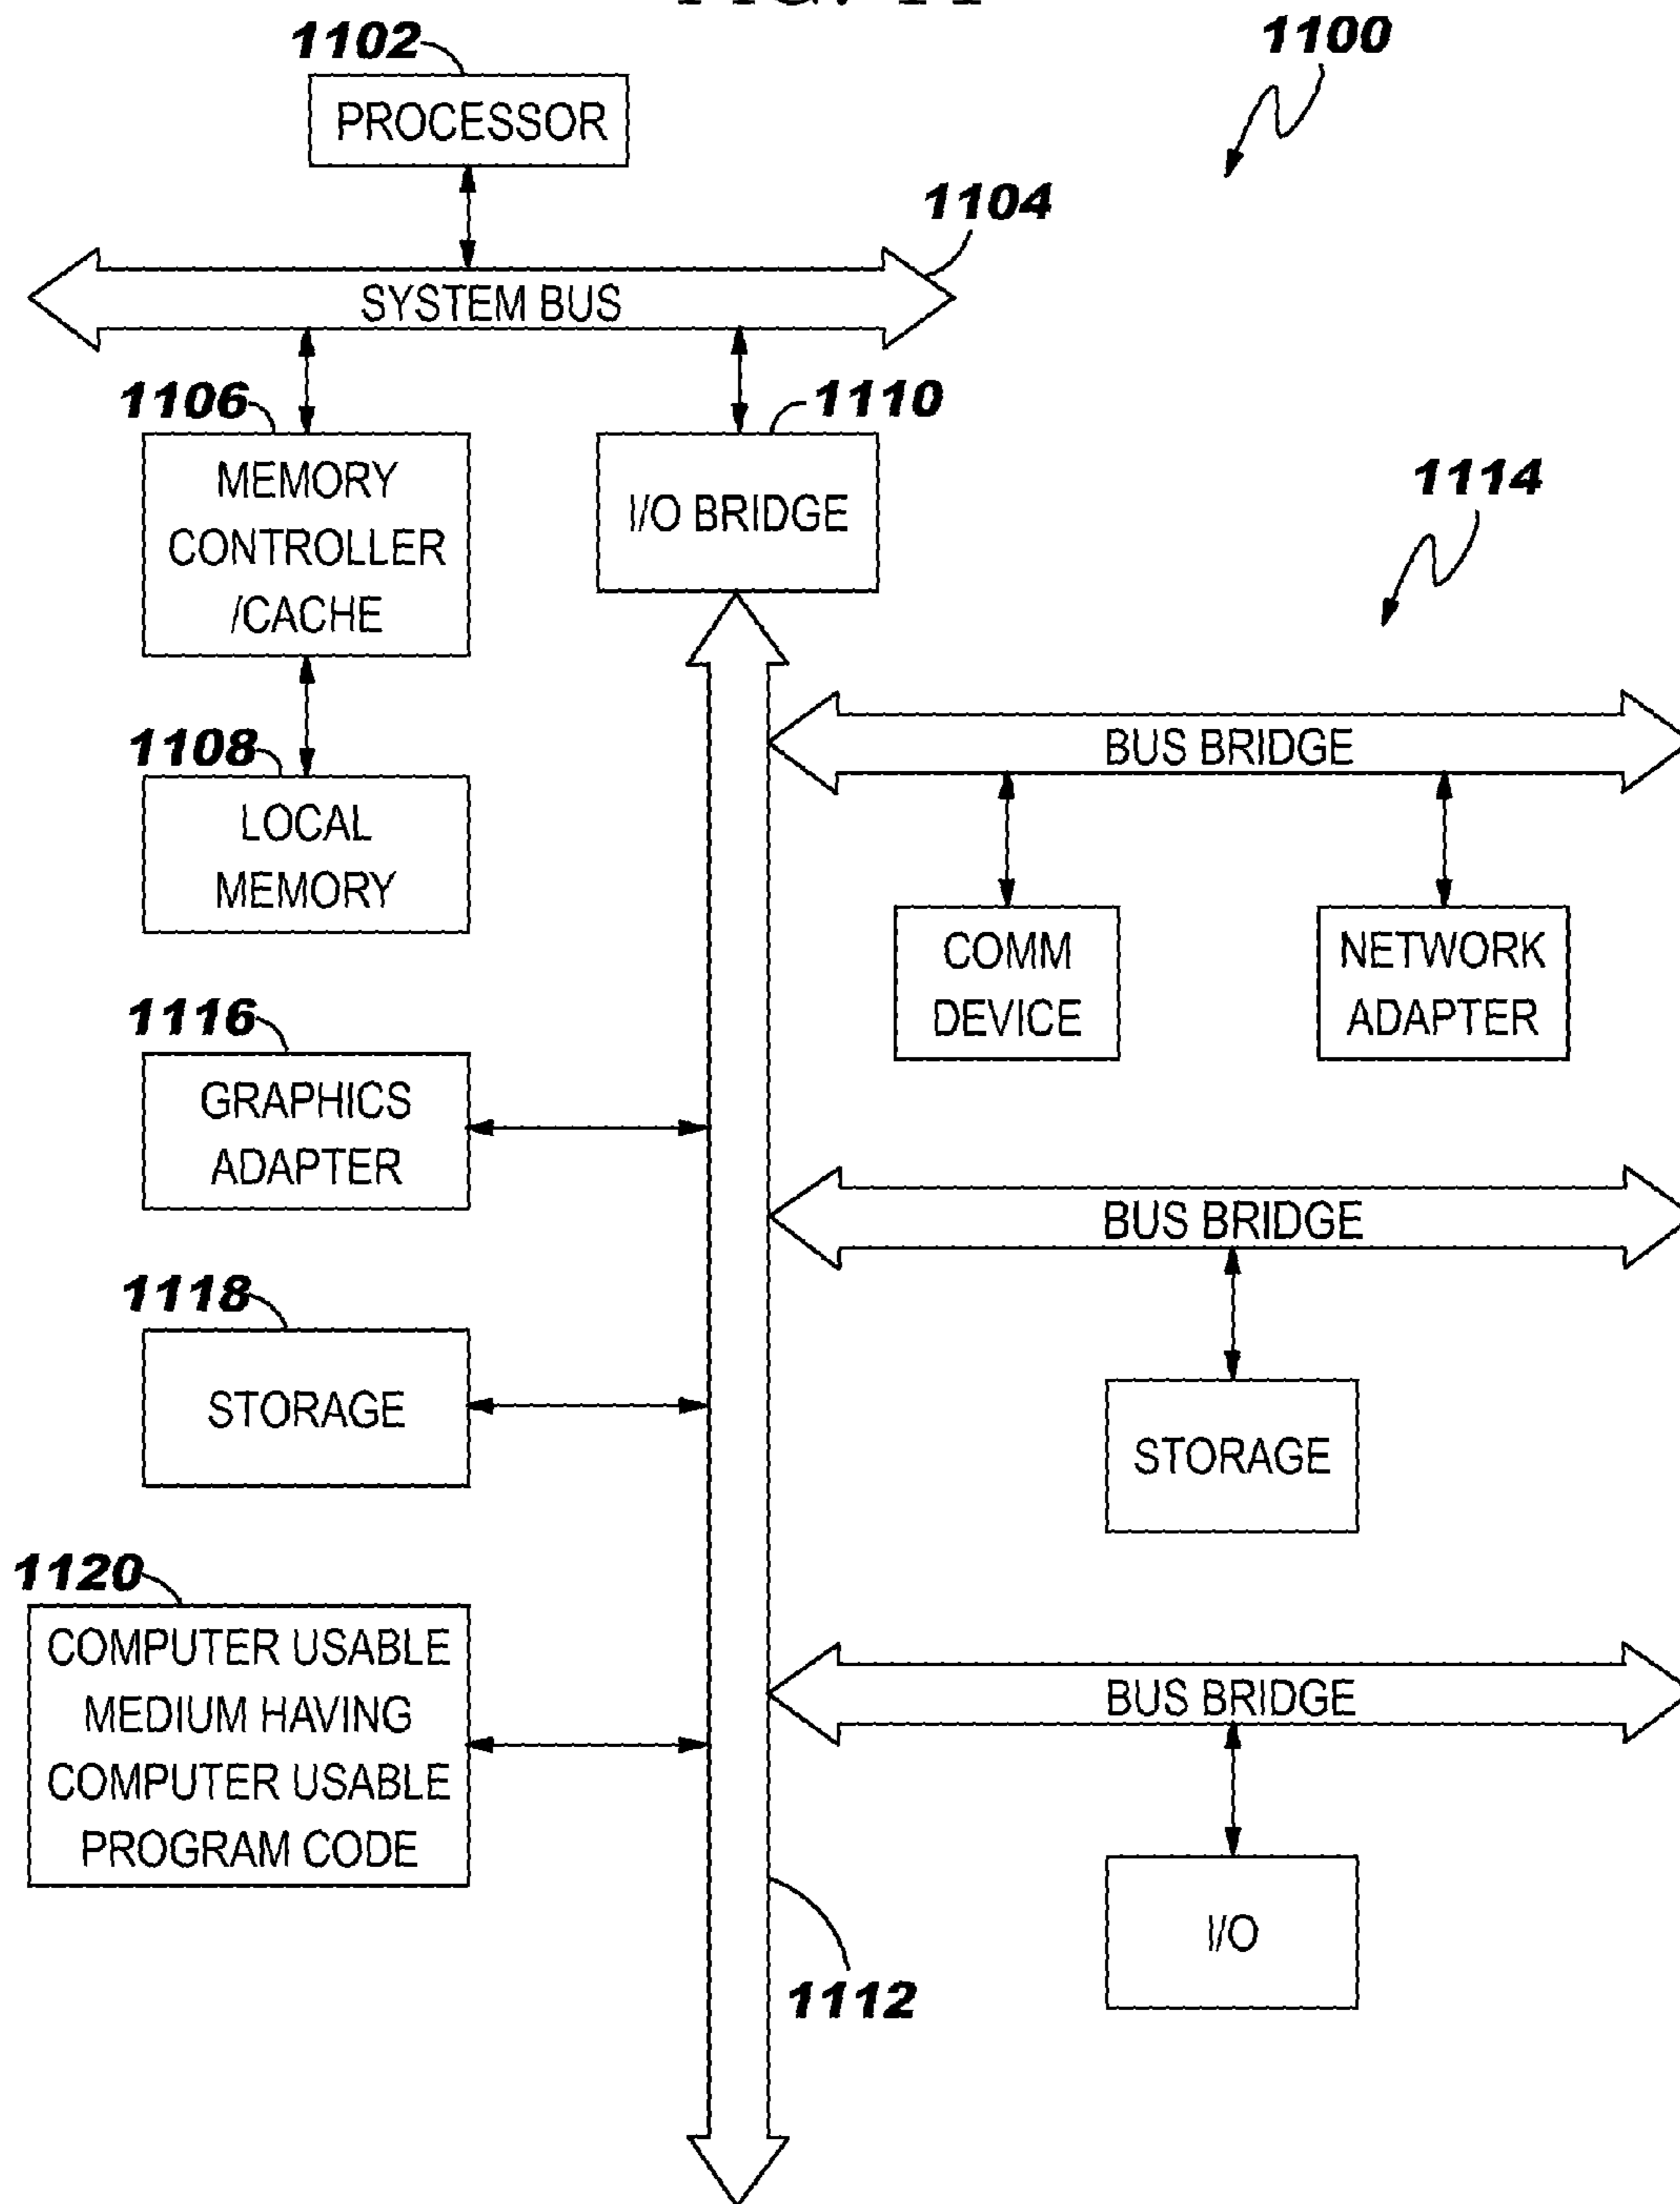 1102
1100
PROCESSOR
1104
SYSTEM BUS
1106
1110
MEMORY
CONTROLLER
/CACHE
I/O BRIDGE
1114
1108
LOCAL
MEMORY
BUS BRIDGE
COMM
DEVICE
NETWORK
ADAPTER
1116
GRAPHICS
ADAPTER
BUS BRIDGE
1118
STORAGE
STORAGE
1120
COMPUTER USABLE
MEDIUM HAVING
COMPUTER USABLE
PROGRAM CODE
BUS BRIDGE
I/O
1112